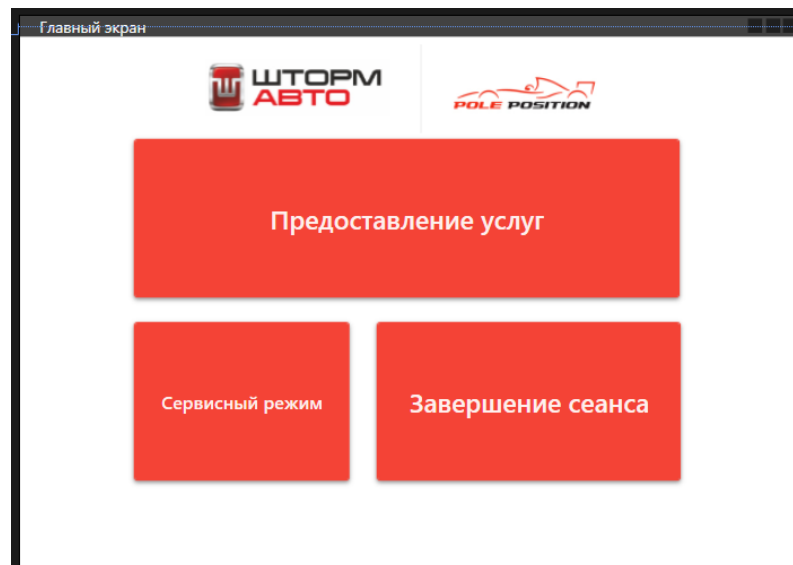 Главный экран
ШТОРМ
АВТО
POLE POSITION
Предоставление услуг
Сервисный режим
Завершение сеанса